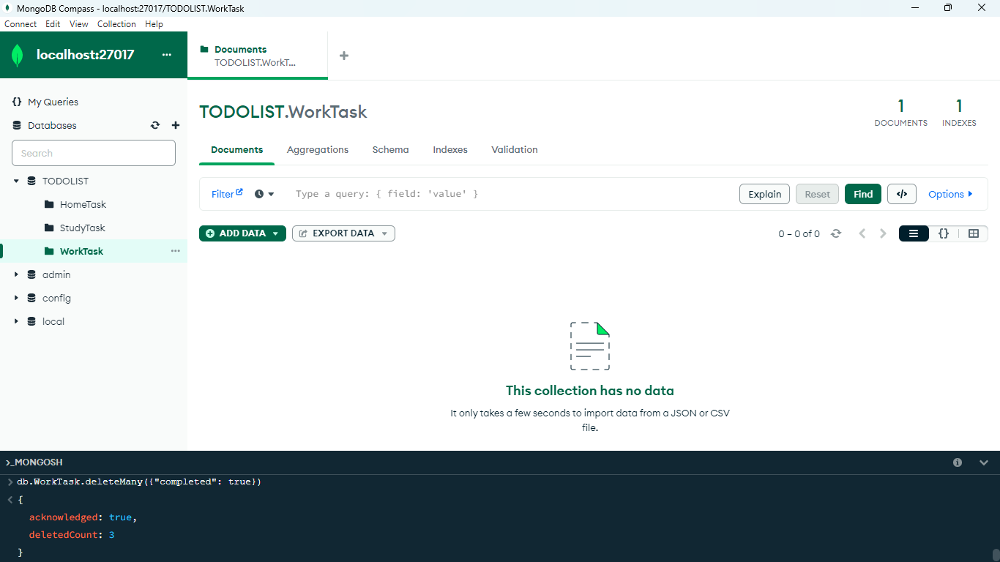 MongoDB Compass - localhost:27017/TODOLIST.WorkTask
Connect Edit View Collection Help
localhost:27017 ...
Documents
TODOLIST.WorkT...
{} My Queries
Databases
Search
TODOLIST
HomeTask
StudyTask
WorkTask
admin
config
local
TODOLIST.WorkTask
1
DOCUMENTS
1
INDEXES
Documents Aggregations Schema Indexes Validation
Filter Type a query: { field: 'value' } Explain Reset Find </> Options
ADD DATA EXPORT DATA 0 – 0 of 0 {}
This collection has no data
It only takes a few seconds to import data from a JSON or CSV
file.
>_MONGOSH
> db.WorkTask.deleteMany({"completed": true})
< {
acknowledged: true,
deletedCount: 3
}